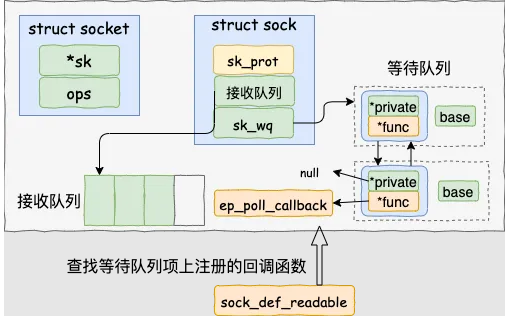 struct socket
*sk
ops
struct sock
sk_prot
接收队列
sk_wq
等待队列
*private
*func
base
null
*private
*func
base
接收队列
ep_poll_callback
查找等待队列项上注册的回调函数
sock_def_readable